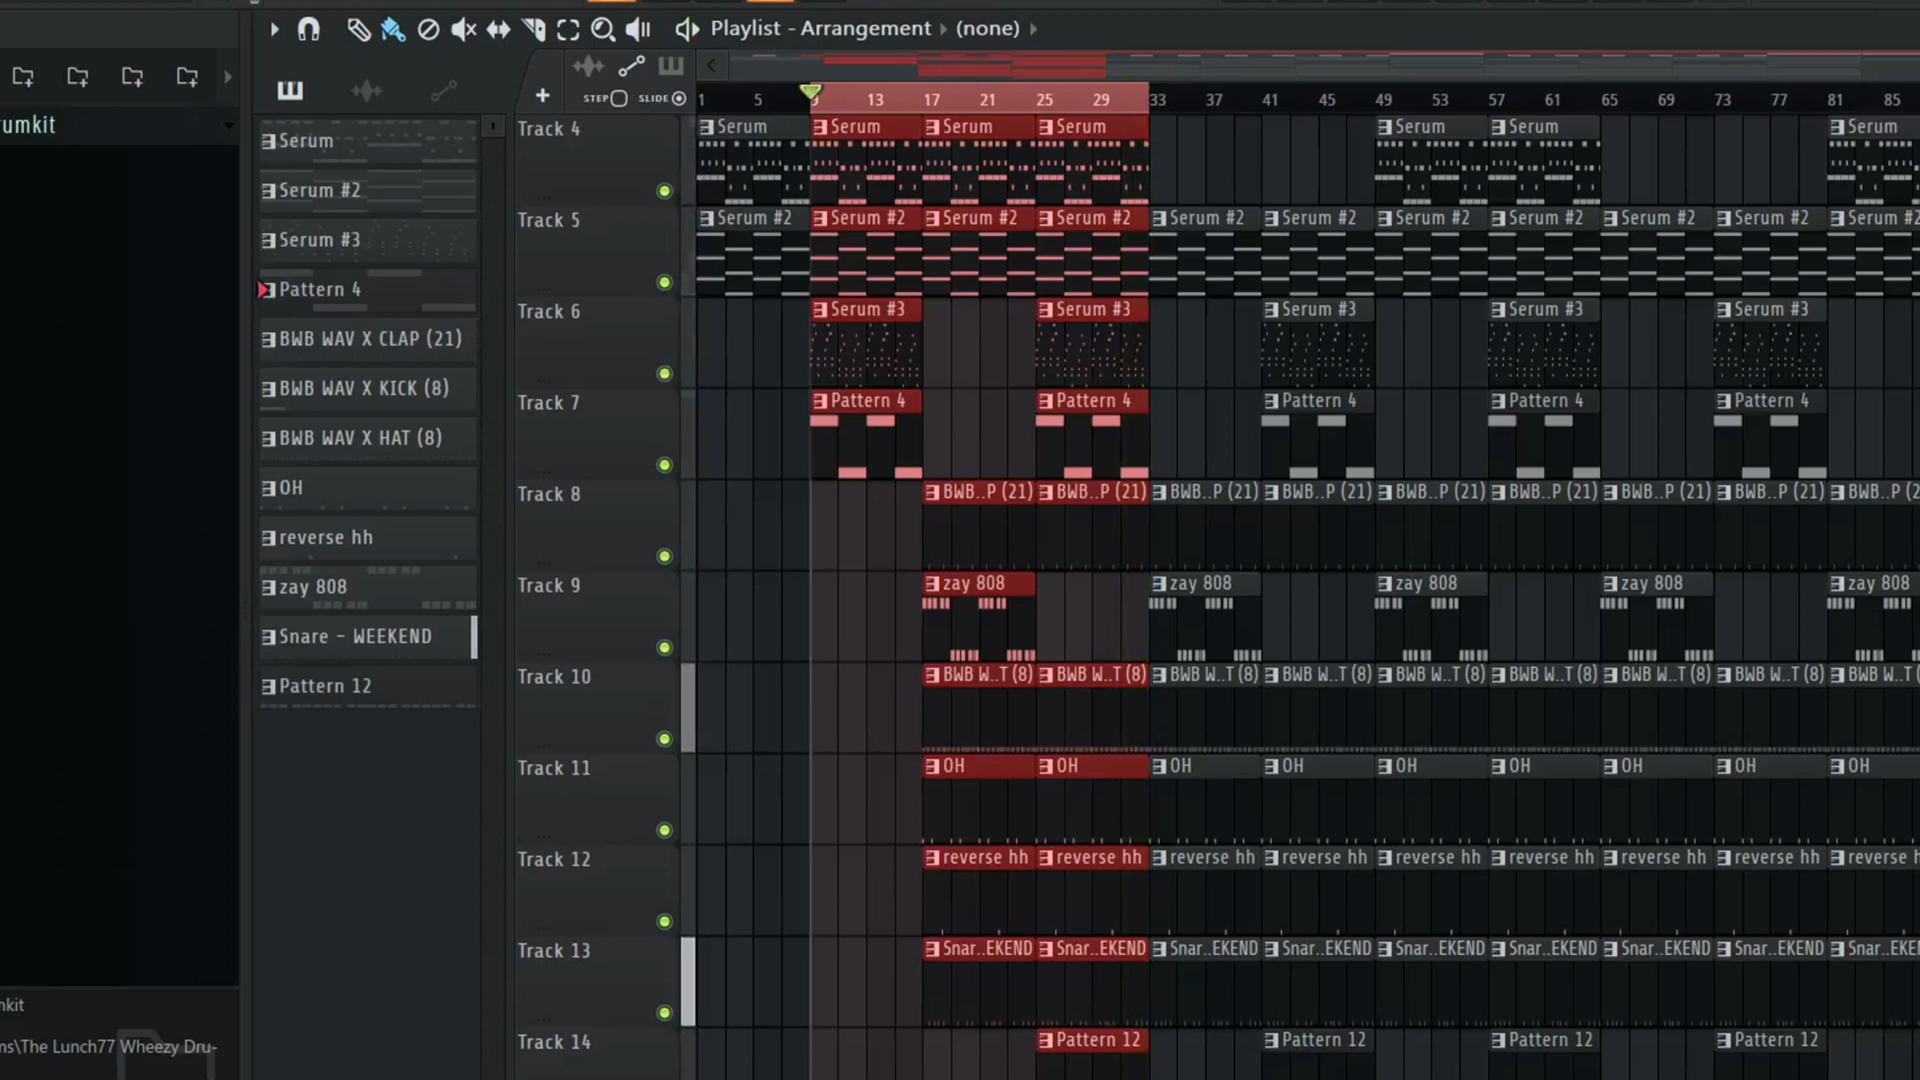 Playlist - Arrangement › (none) ›
STEP SLIDE
1 5 9 13 17 21 25 29 33 37 41 45 49 53 57 61 65 69 73 77 81 85
umkit
Serum
Serum #2
Serum #3
Pattern 4
BWB WAV X CLAP (21)
BWB WAV X KICK (8)
BWB WAV X HAT (8)
OH
reverse hh
zay 808
Snare - WEEKEND
Pattern 12
Track 4
Serum Serum Serum Serum Serum Serum Serum
Track 5
Serum #2 Serum #2 Serum #2 Serum #2 Serum #2 Serum #2 Serum #2 Serum #2 Serum #2 Serum #2 Serum #2
Track 6
Serum #3 Serum #3 Serum #3 Serum #3 Serum #3
Track 7
Pattern 4 Pattern 4 Pattern 4 Pattern 4 Pattern 4
Track 8
BWB..P (21) BWB..P (21) BWB..P (21) BWB..P (21) BWB..P (21) BWB..P (21) BWB..P (21) BWB..P (21) BWB..P (2
Track 9
zay 808 zay 808 zay 808 zay 808 zay 808
Track 10
BWB W..T (8) BWB W..T (8) BWB W..T (8) BWB W..T (8) BWB W..T (8) BWB W..T (8) BWB W..T (8) BWB W..T (8) BWB W..T (
Track 11
OH OH OH OH OH OH OH OH OH
Track 12
reverse hh reverse hh reverse hh reverse hh reverse hh reverse hh reverse hh reverse hh reverse h
Track 13
Snar..EKEND Snar..EKEND Snar..EKEND Snar..EKEND Snar..EKEND Snar..EKEND Snar..EKEND Snar..EKEND Snar..EKE
Track 14
Pattern 12 Pattern 12 Pattern 12 Pattern 12
nkit
ns\The Lunch77 Wheezy Dru-